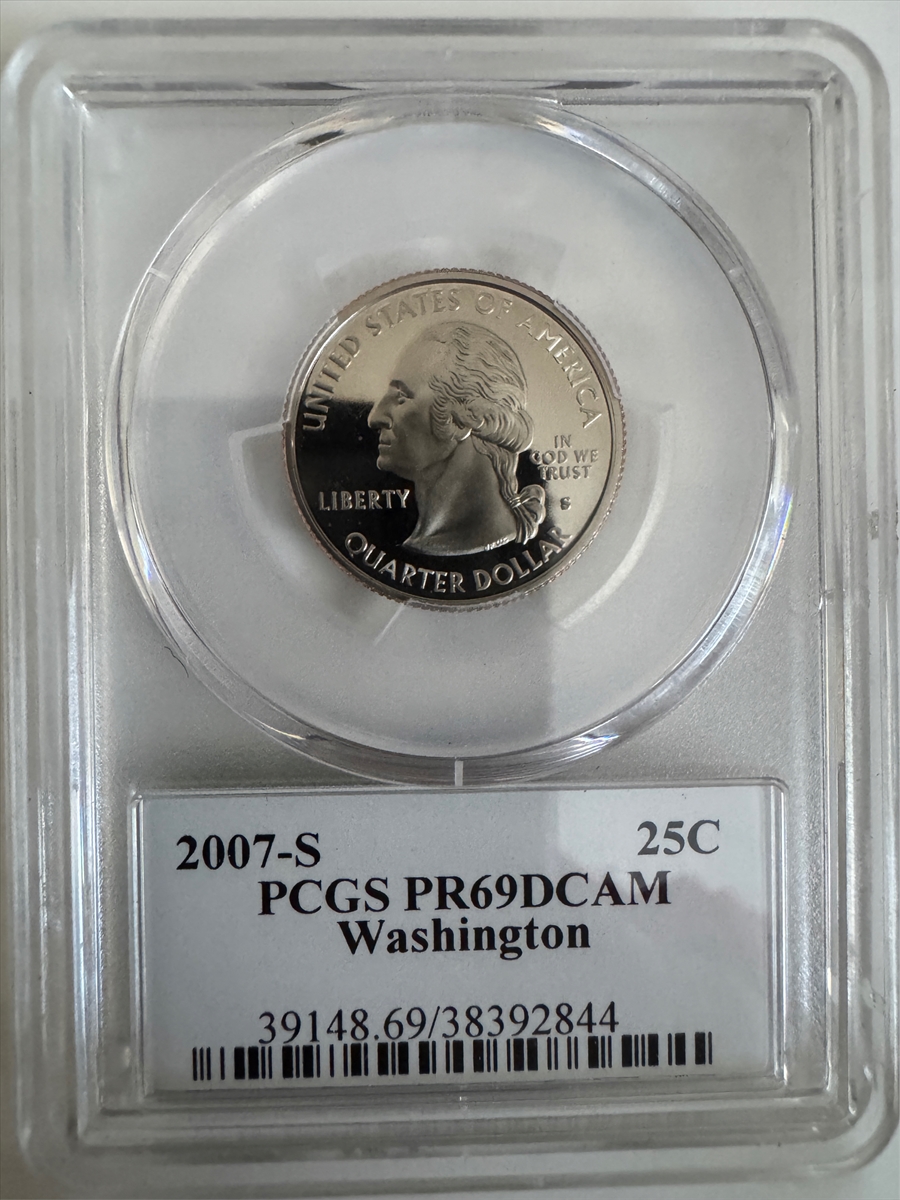 UNITED STATES OF AMERICA
IN
GOD WE
TRUST
LIBERTY
S
QUARTER DOLLAR
2007-S 25C
PCGS PR69DCAM
Washington
39148.69/38392844